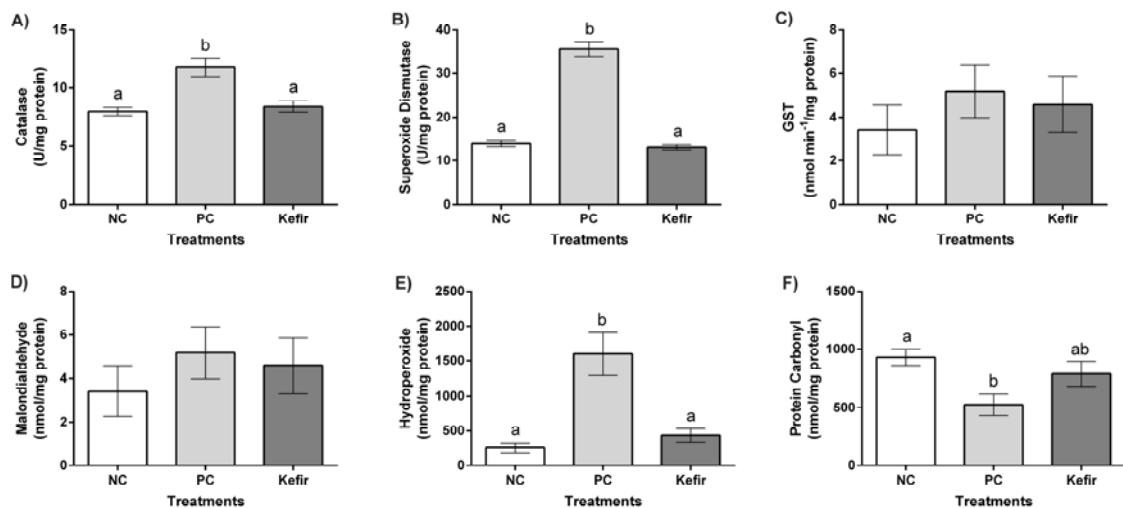 A)
Catalase
(U/mg protein)
15
10
5
0
a
b
a
NC
PC
Kefir
Treatments
B)
Superoxide Dismutase
(U/mg protein)
40
30
20
10
0
a
b
a
NC
PC
Kefir
Treatments
C)
GST
(nmol min⁻¹/mg protein)
8
6
4
2
0
NC
PC
Kefir
Treatments
D)
Malondialdehyde
(nmol/mg protein)
8
6
4
2
0
NC
PC
Kefir
Treatments
E)
Hydroperoxide
(nmol/mg protein)
2500
2000
1500
1000
500
0
a
b
a
NC
PC
Kefir
Treatments
F)
Protein Carbonyl
(nmol/mg protein)
1500
1000
500
0
a
b
ab
NC
PC
Kefir
Treatments